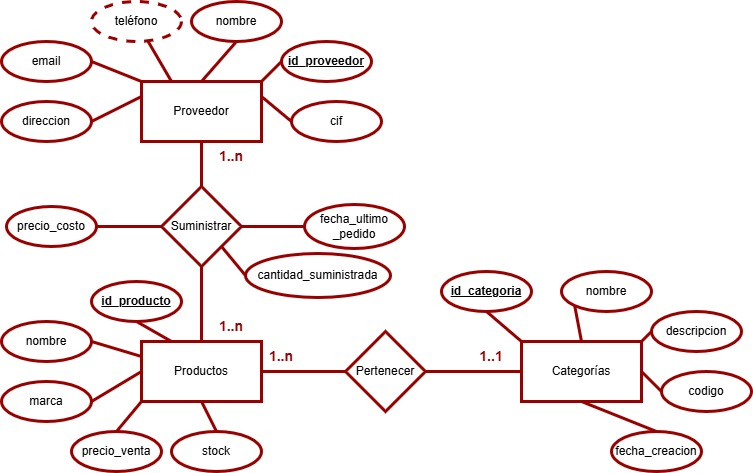 teléfono
nombre
email
id_proveedor
Proveedor
direccion
cif
1..n
precio_costo
Suministrar
fecha_ultimo
_pedido
cantidad_suministrada
id_producto
id_categoria
nombre
1..n
nombre
descripcion
1..n
1..1
Productos
Pertenecer
Categorías
marca
codigo
precio_venta
stock
fecha_creacion